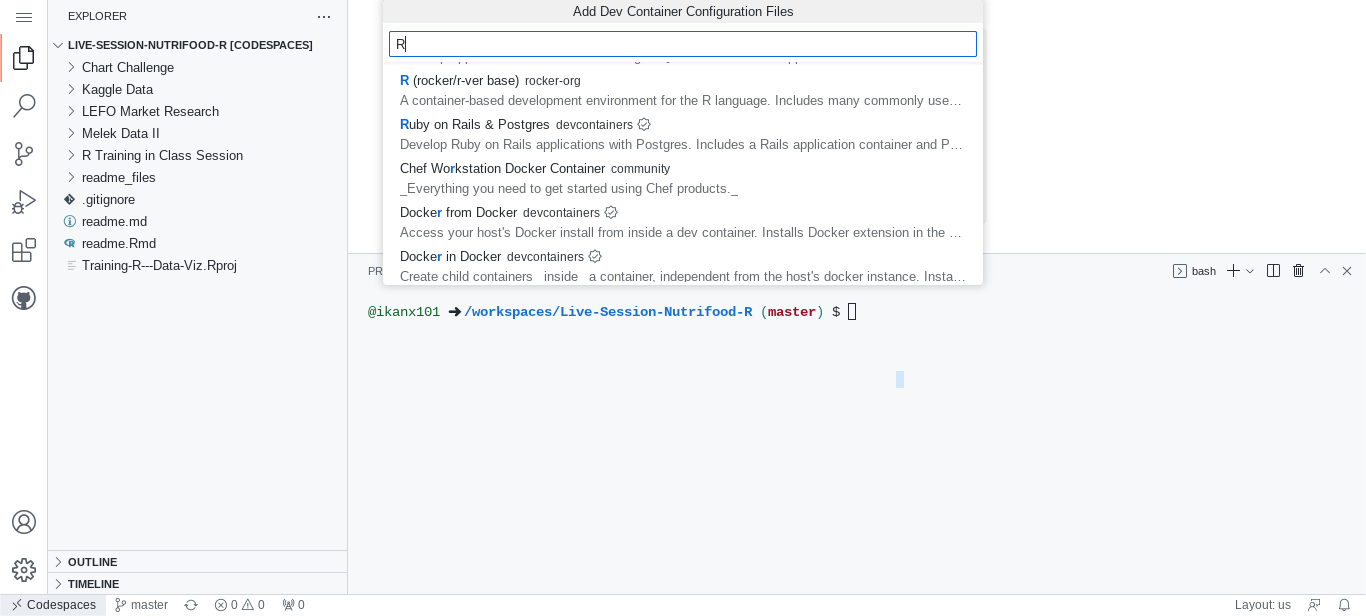 EXPLORER
LIVE-SESSION-NUTRIFOOD-R [CODESPACES]
Chart Challenge
Kaggle Data
LEFO Market Research
Melek Data II
R Training in Class Session
readme_files
.gitignore
readme.md
readme.Rmd
Training-R---Data-Viz.Rproj
OUTLINE
TIMELINE
Add Dev Container Configuration Files
R
R (rocker/r-ver base) rocker-org
A container-based development environment for the R language. Includes many commonly use…
Ruby on Rails & Postgres devcontainers
Develop Ruby on Rails applications with Postgres. Includes a Rails application container and P…
Chef Workstation Docker Container community
_Everything you need to get started using Chef products._
Docker from Docker devcontainers
Access your host's Docker install from inside a dev container. Installs Docker extension in the …
Docker in Docker devcontainers
Create child containers _inside_ a container, independent from the host's docker instance. Insta…
PR
bash
@ikanx101 ➜ /workspaces/Live-Session-Nutrifood-R (master) $
Codespaces master 0 0 0 Layout: us